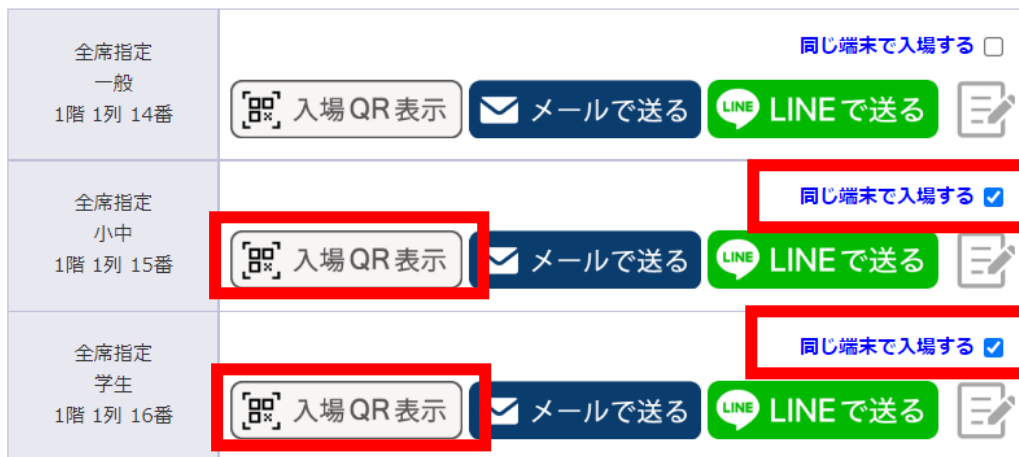 全席指定
一般
1階 1列 14番
同じ端末で入場する
入場QR表示
メールで送る
LINE LINEで送る
全席指定
小中
1階 1列 15番
同じ端末で入場する
入場QR表示
メールで送る
LINE LINEで送る
全席指定
学生
1階 1列 16番
同じ端末で入場する
入場QR表示
メールで送る
LINE LINEで送る